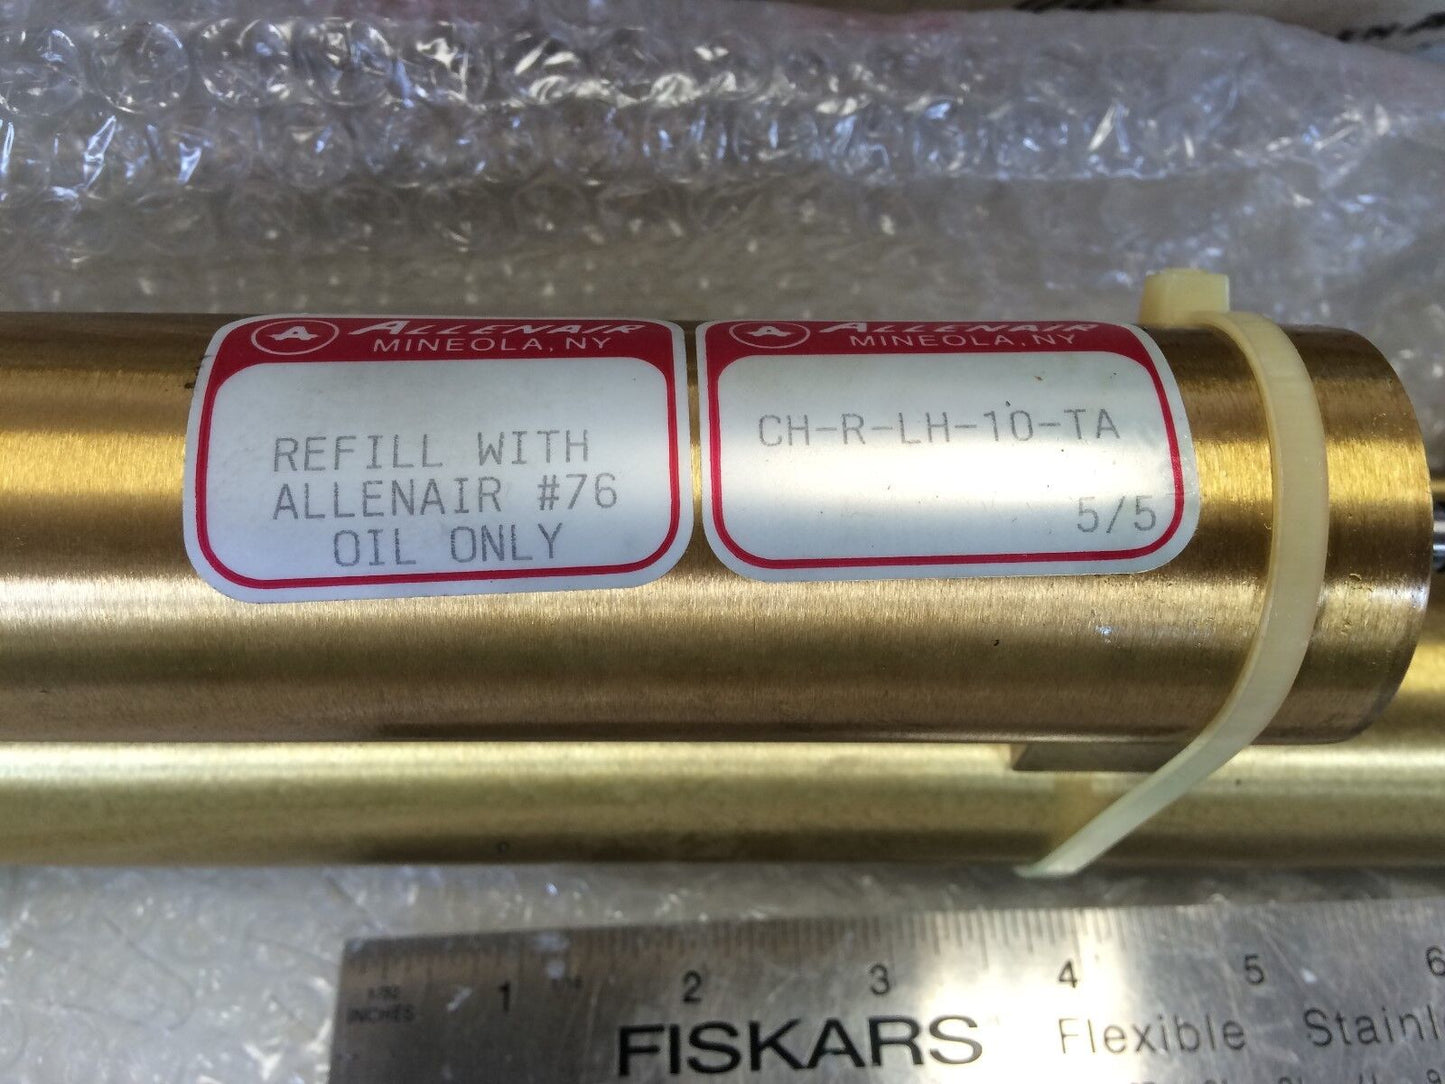 A ALLENAIR
MINEOLA, NY
REFILL WITH
ALLENAIR #76
OIL ONLY
A ALLENAIR
MINEOLA, NY
CH-R-LH-10-TA
5/5
1 2 3 4 5 6
INCHES
FISKARS Flexible